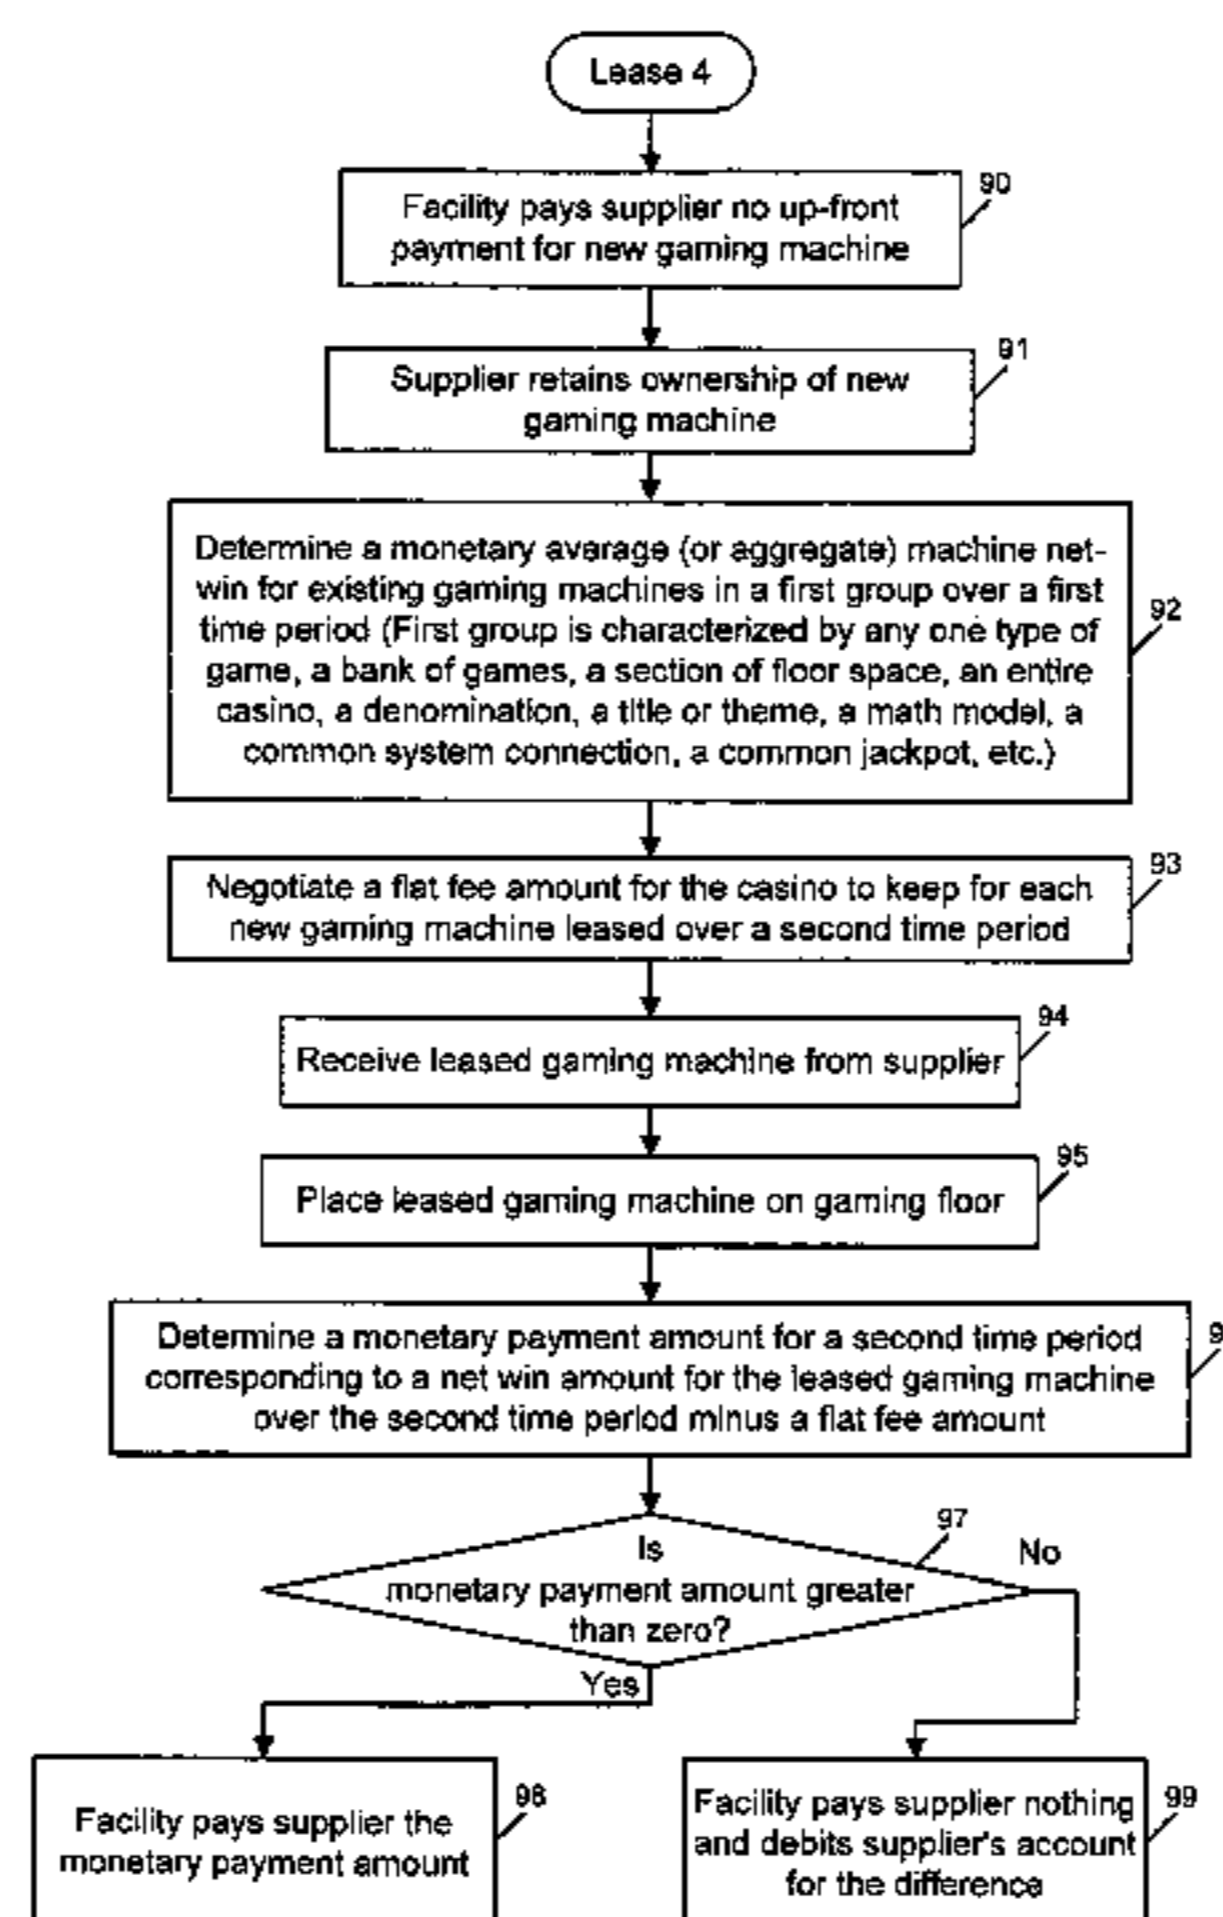 Lease 4
90
Facility pays supplier no up-front
payment for new gaming machine
91
Supplier retains ownership of new
gaming machine
Determine a monetary average (or aggregate) machine net-
win for existing gaming machines in a first group over a first
time period (First group is characterized by any one type of
game, a bank of games, a section of floor space, an entire
casino, a denomination, a title or theme, a math model, a
common system connection, a common jackpot, etc.)
92
93
Negotiate a flat fee amount for the casino to keep for each
new gaming machine leased over a second time period
94
Receive leased gaming machine from supplier
95
Place leased gaming machine on gaming floor
9
Determine a monetary payment amount for a second time period
corresponding to a net win amount for the leased gaming machine
over the second time period minus a flat fee amount
97
Is
monetary payment amount greater
than zero?
No
Yes
98
Facility pays supplier the
monetary payment amount
99
Facility pays supplier nothing
and debits supplier's account
for the difference